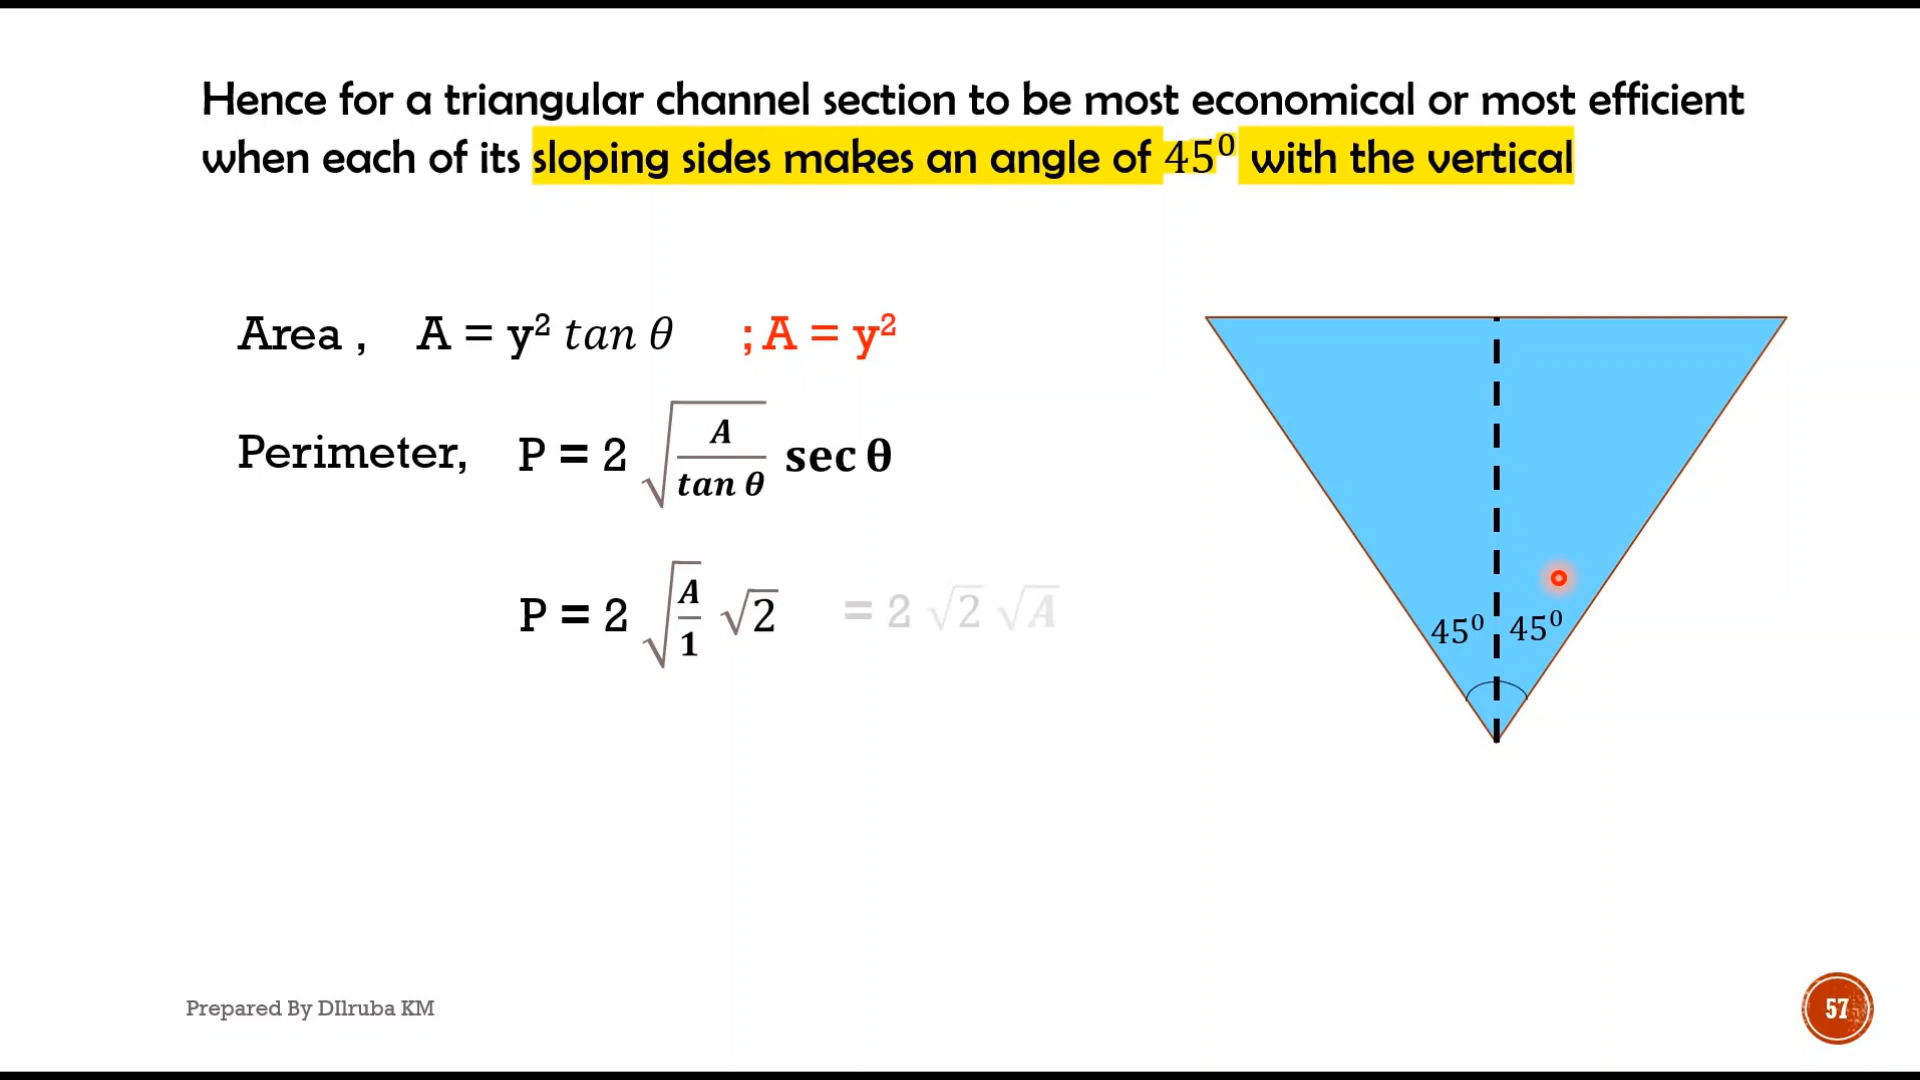 Hence for a triangular channel section to be most economical or most efficient
when each of its sloping sides makes an angle of 45⁰ with the vertical
Area , A = y² tan θ ; A = y²
Perimeter, P = 2 √(A / tan θ) sec θ
P = 2 √(A / 1) √2 = 2 √2 √A
45⁰ 45⁰
Prepared By DIlruba KM
57